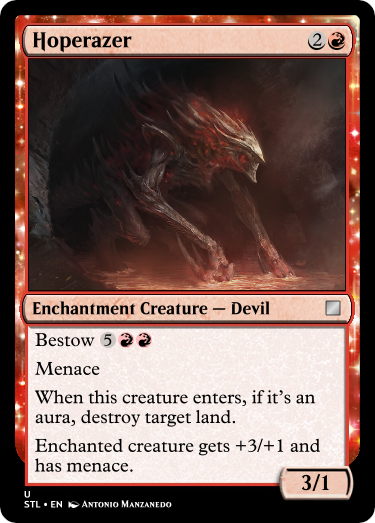 Hoperazer 2
Enchantment Creature — Devil
Bestow 5
Menace
When this creature enters, if it's an
aura, destroy target land.
Enchanted creature gets +3/+1 and
has menace.
3/1
U
STL • EN Antonio Manzanedo